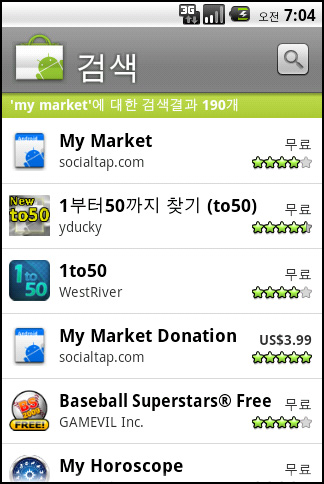 3G
오전 7:04
검색
'my market'에 대한 검색결과 190개
Android
My Market
무료
socialtap.com
New
to50
1부터50까지 찾기 (to50)
무료
yducky
1to
50
1to50
무료
WestRiver
Android
My Market Donation
US$3.99
socialtap.com
BS
2009
FREE!
Baseball Superstars® Free
무료
GAMEVIL Inc.
My Horoscope
무료